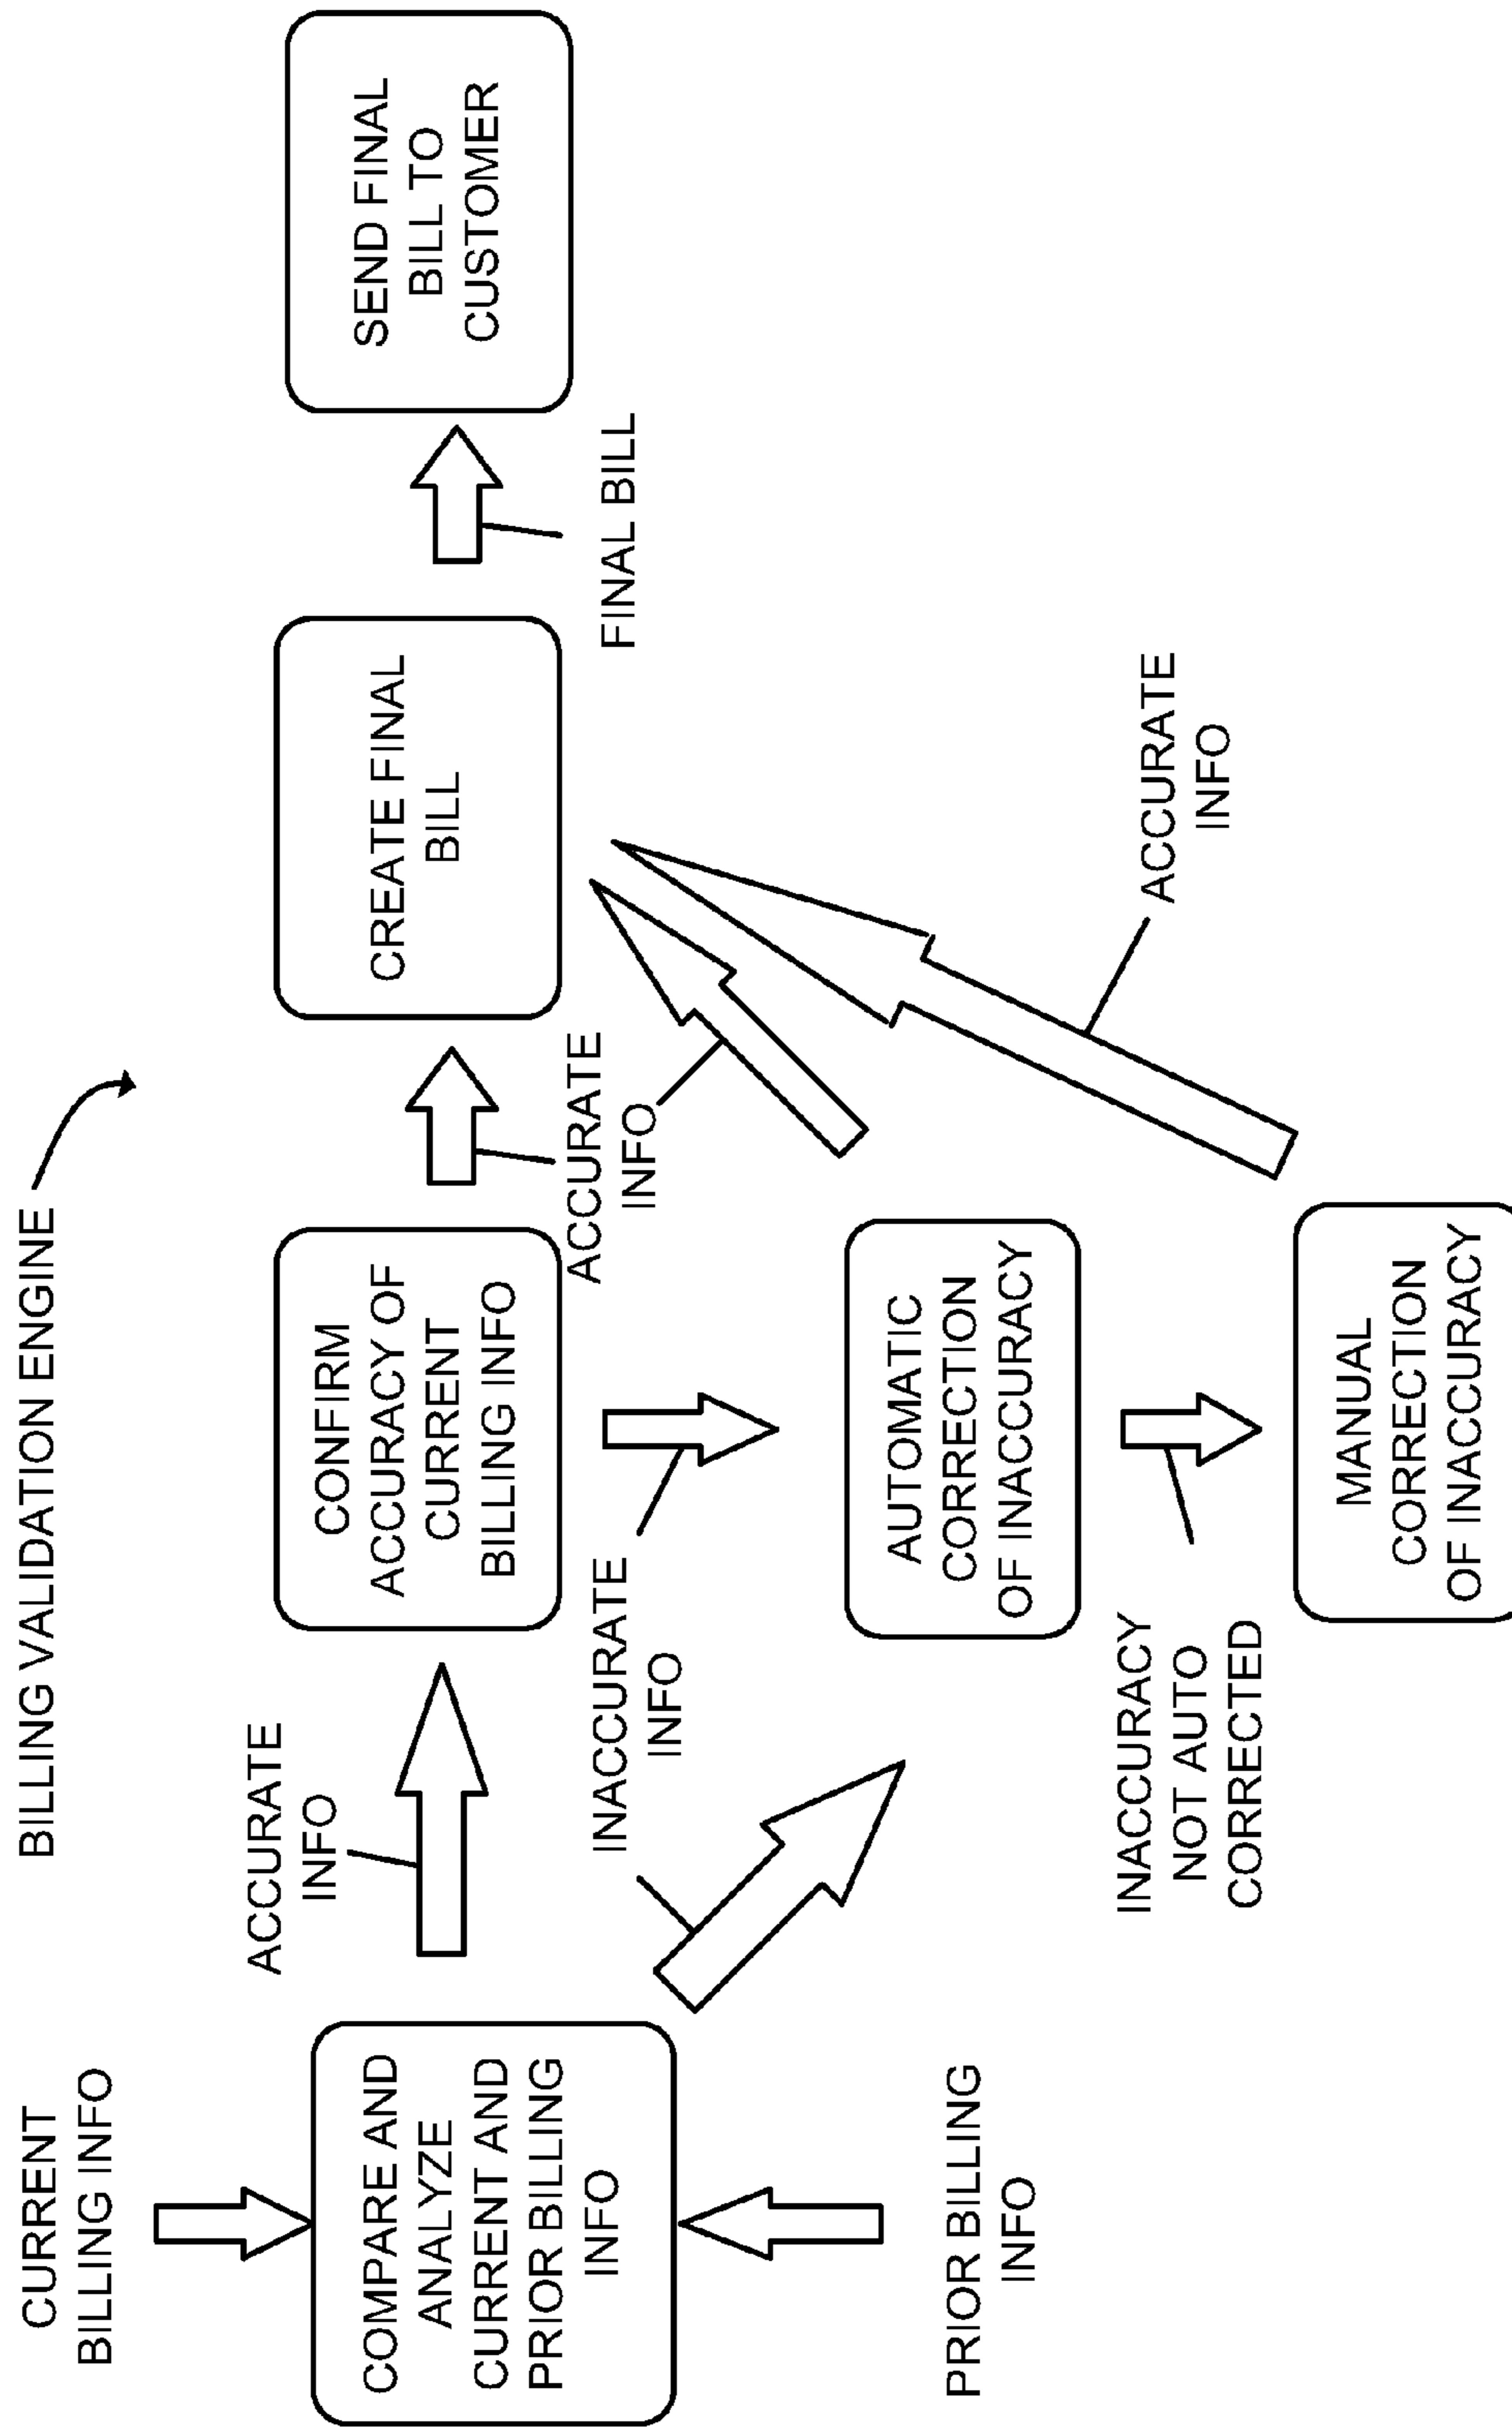 BILLING VALIDATION ENGINE
CURRENT
BILLING INFO
COMPARE AND
ANALYZE
CURRENT AND
PRIOR BILLING
INFO
PRIOR BILLING
INFO
ACCURATE
INFO
INACCURATE
INFO
CONFIRM
ACCURACY OF
CURRENT
BILLING INFO
ACCURATE
INFO
AUTOMATIC
CORRECTION
OF INACCURACY
INACCURACY
NOT AUTO
CORRECTED
MANUAL
CORRECTION
OF INACCURACY
ACCURATE
INFO
CREATE FINAL
BILL
FINAL BILL
SEND FINAL
BILL TO
CUSTOMER